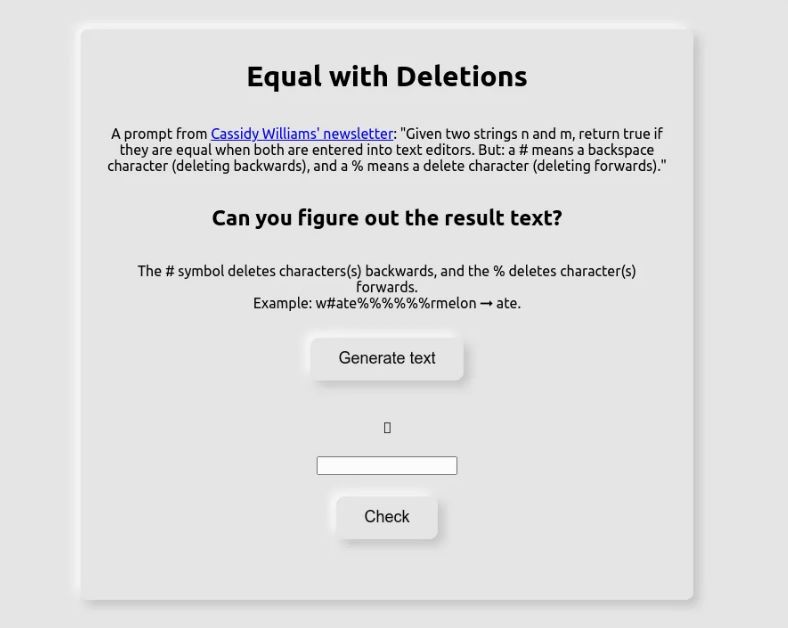 Equal with Deletions
A prompt from Cassidy Williams' newsletter: "Given two strings n and m, return true if
they are equal when both are entered into text editors. But: a # means a backspace
character (deleting backwards), and a % means a delete character (deleting forwards)."
Can you figure out the result text?
The # symbol deletes characters(s) backwards, and the % deletes character(s)
forwards.
Example: w#ate%%%%%%rmelon → ate.
Generate text
Check